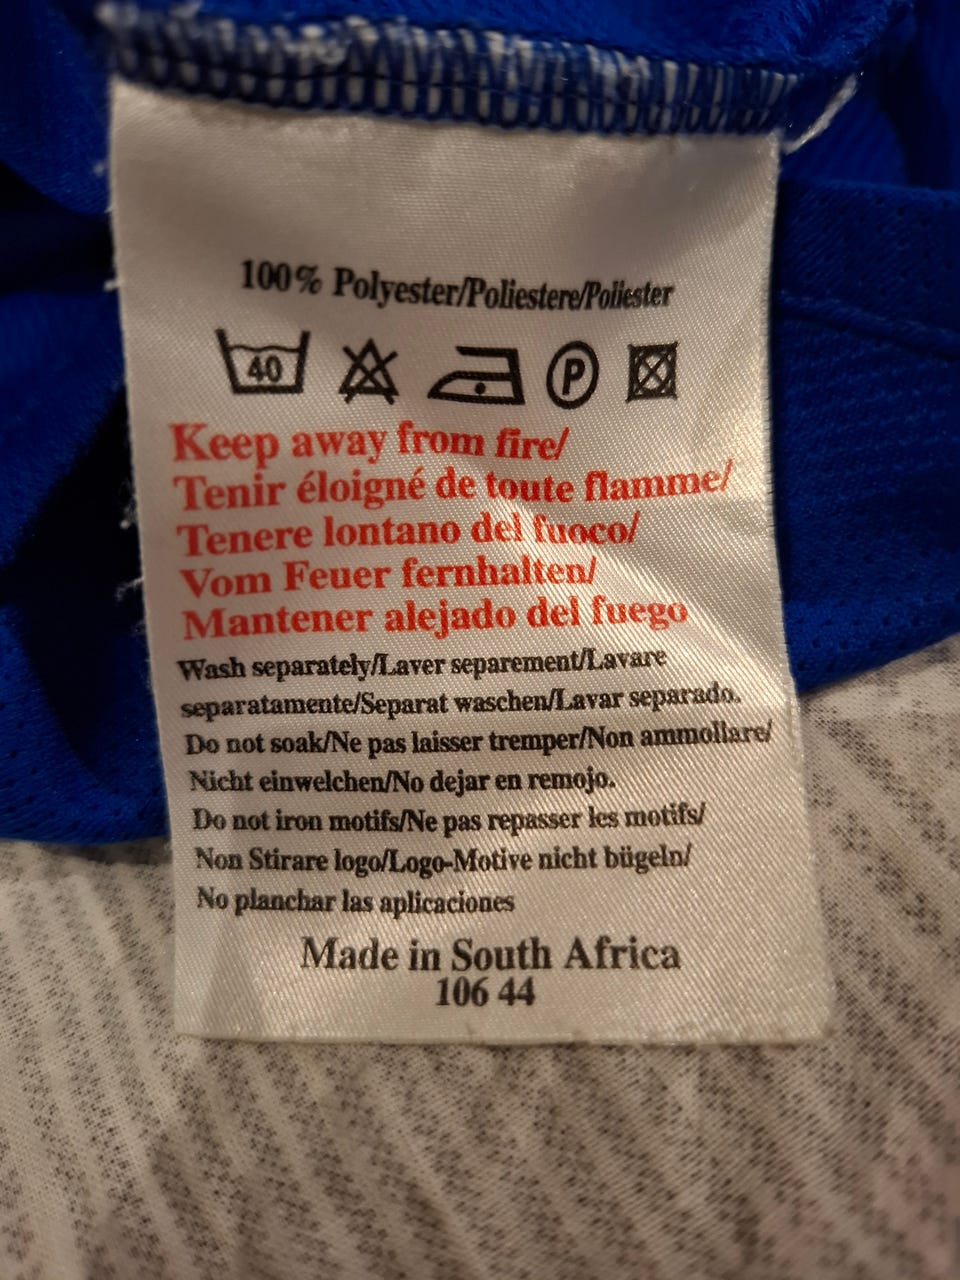 100% Polyester/Poliestere/Poliester
40 P
Keep away from fire/
Tenir éloigné de toute flamme/
Tenere lontano del fuoco/
Vom Feuer fernhalten/
Mantener alejado del fuego
Wash separately/Laver separement/Lavare
separatamente/Separat waschen/Lavar separado.
Do not soak/Ne pas laisser tremper/Non ammollare/
Nicht einwelchen/No dejar en remojo.
Do not iron motifs/Ne pas repasser les motifs/
Non Stirare logo/Logo-Motive nicht bügeln/
No planchar las aplicaciones
Made in South Africa
106 44